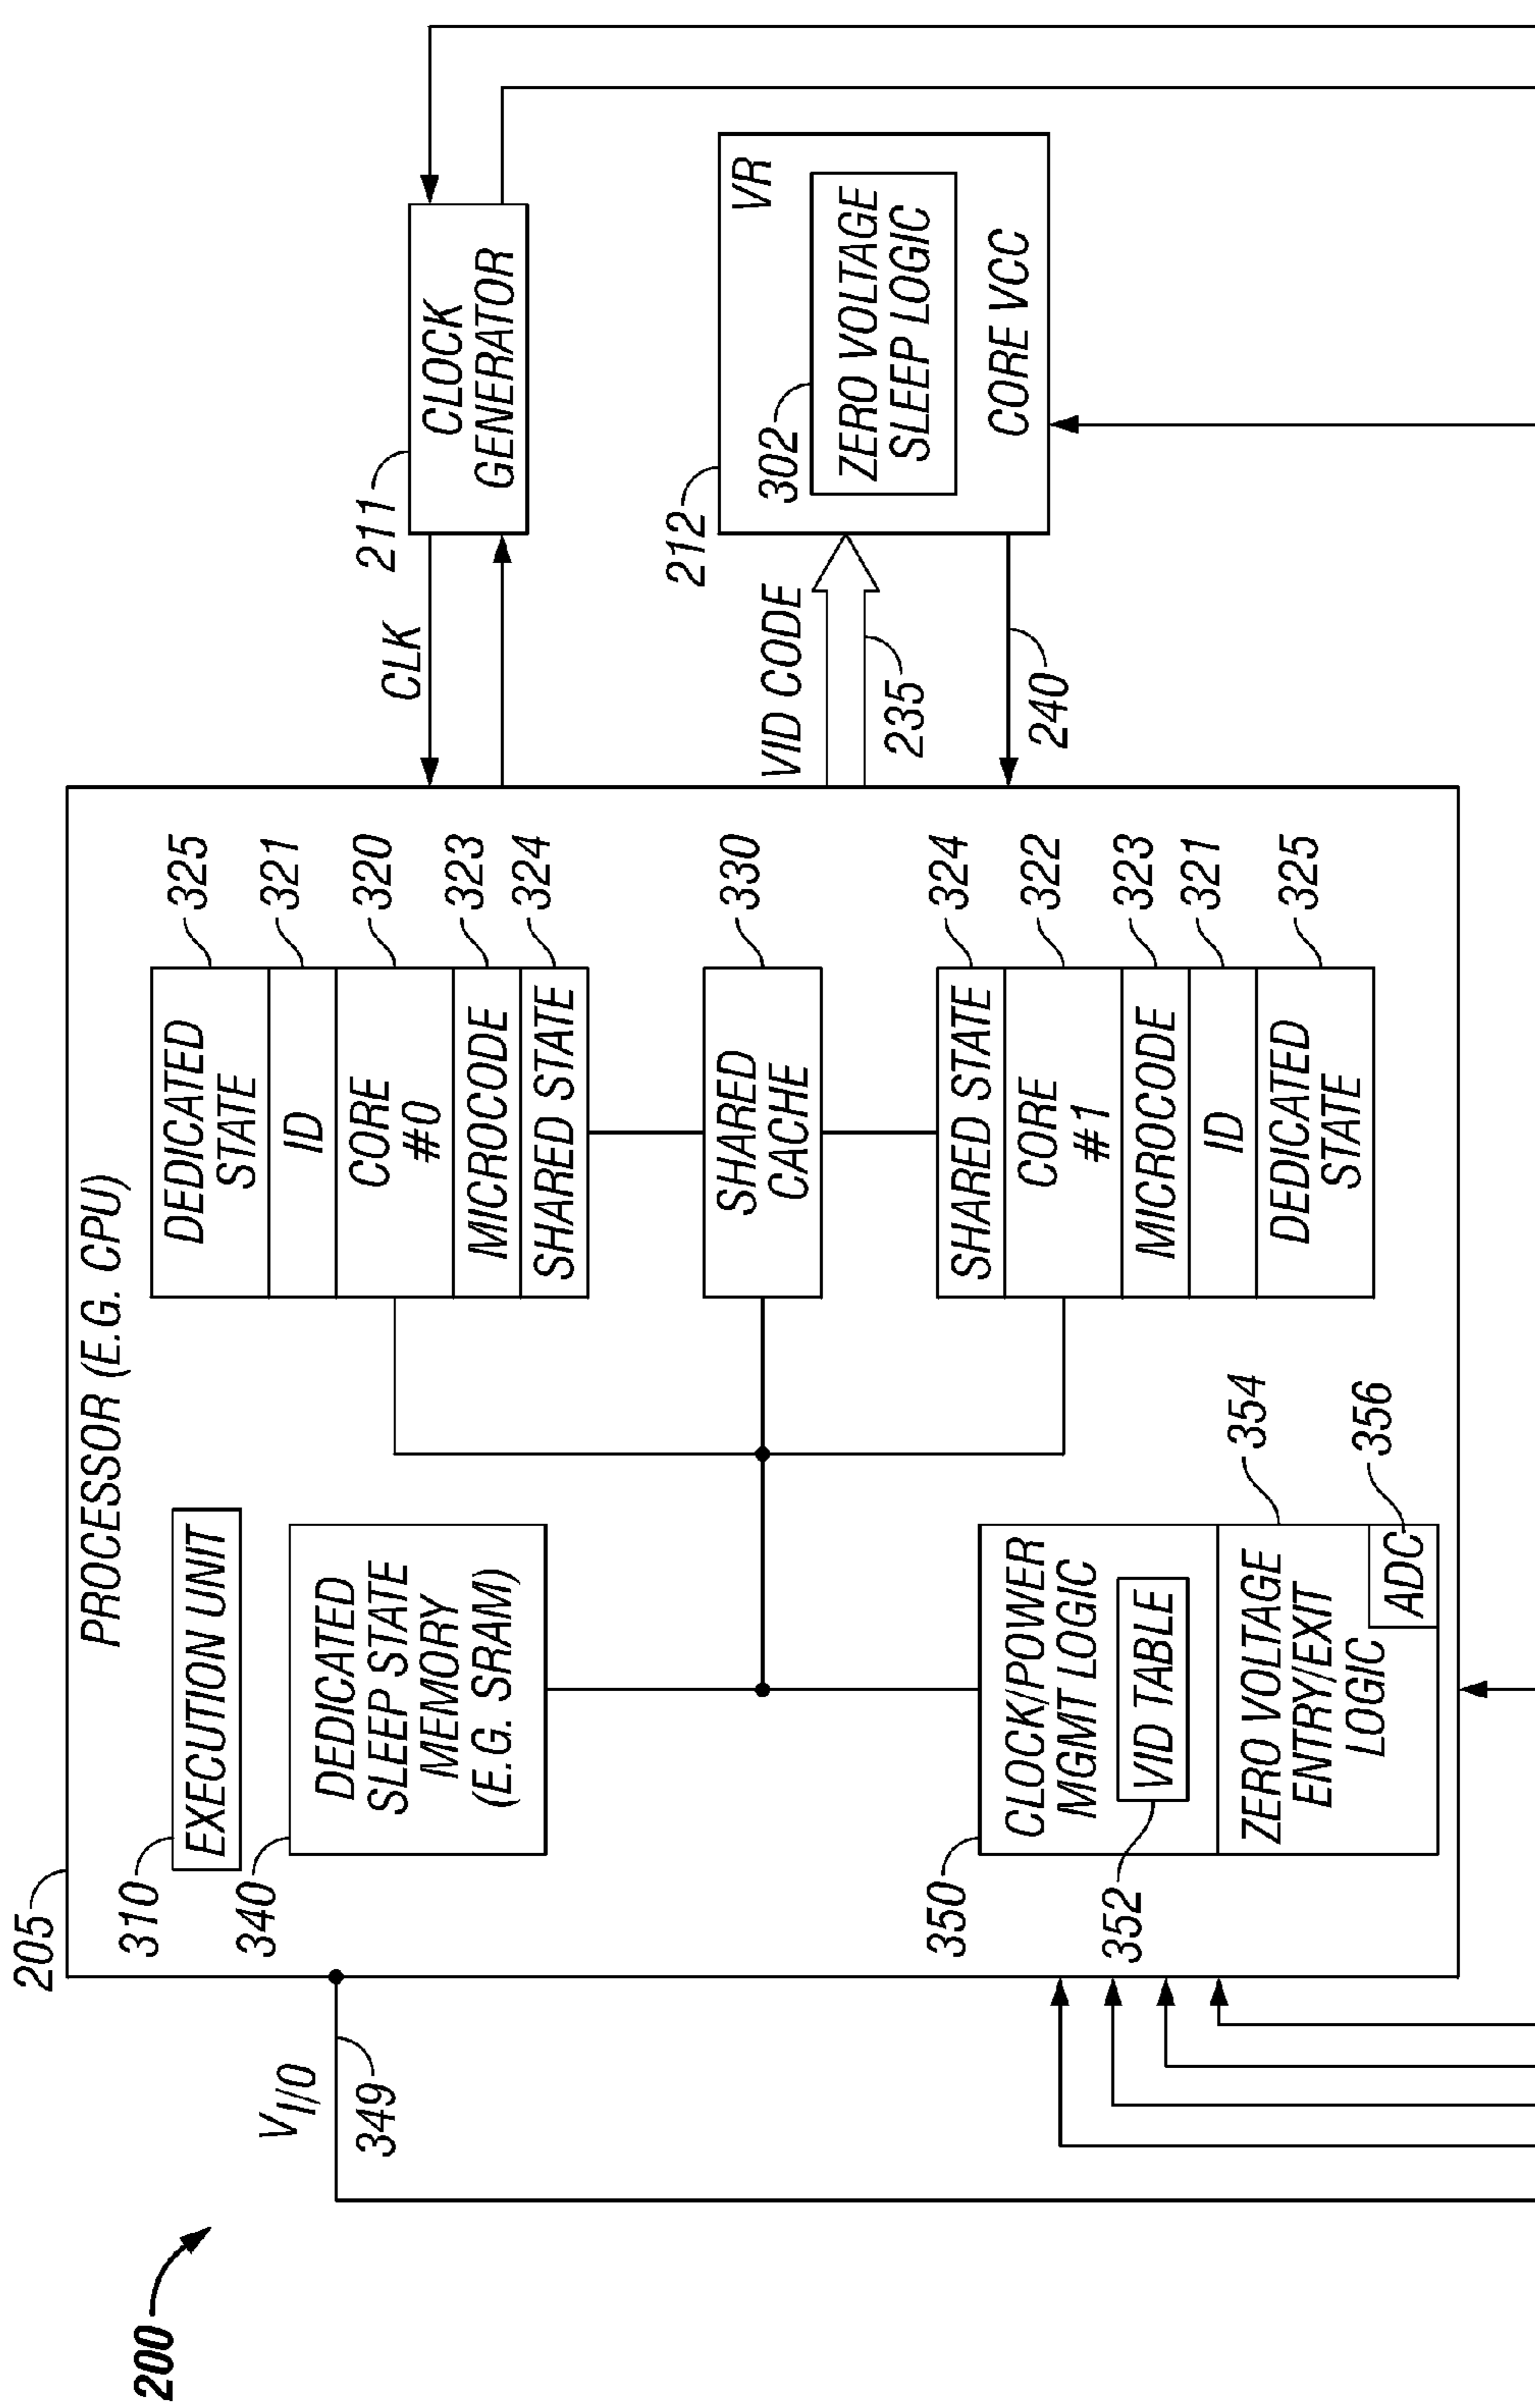 200
205
PROCESSOR (E.G. CPU)
V I/O
349
310
EXECUTION UNIT
340
DEDICATED
SLEEP STATE
MEMORY
(E.G. SRAM)
350
CLOCK/POWER
MGMT LOGIC
352
VID TABLE
354
ZERO VOLTAGE
ENTRY/EXIT
LOGIC
356
ADC
DEDICATED
STATE
325
ID
321
CORE
#0
320
MICROCODE
323
SHARED STATE
324
SHARED
CACHE
330
SHARED STATE
324
CORE
#1
322
MICROCODE
323
ID
321
DEDICATED
STATE
325
CLK
211
CLOCK
GENERATOR
VID CODE
235
240
212
VR
302
ZERO VOLTAGE
SLEEP LOGIC
CORE VCC